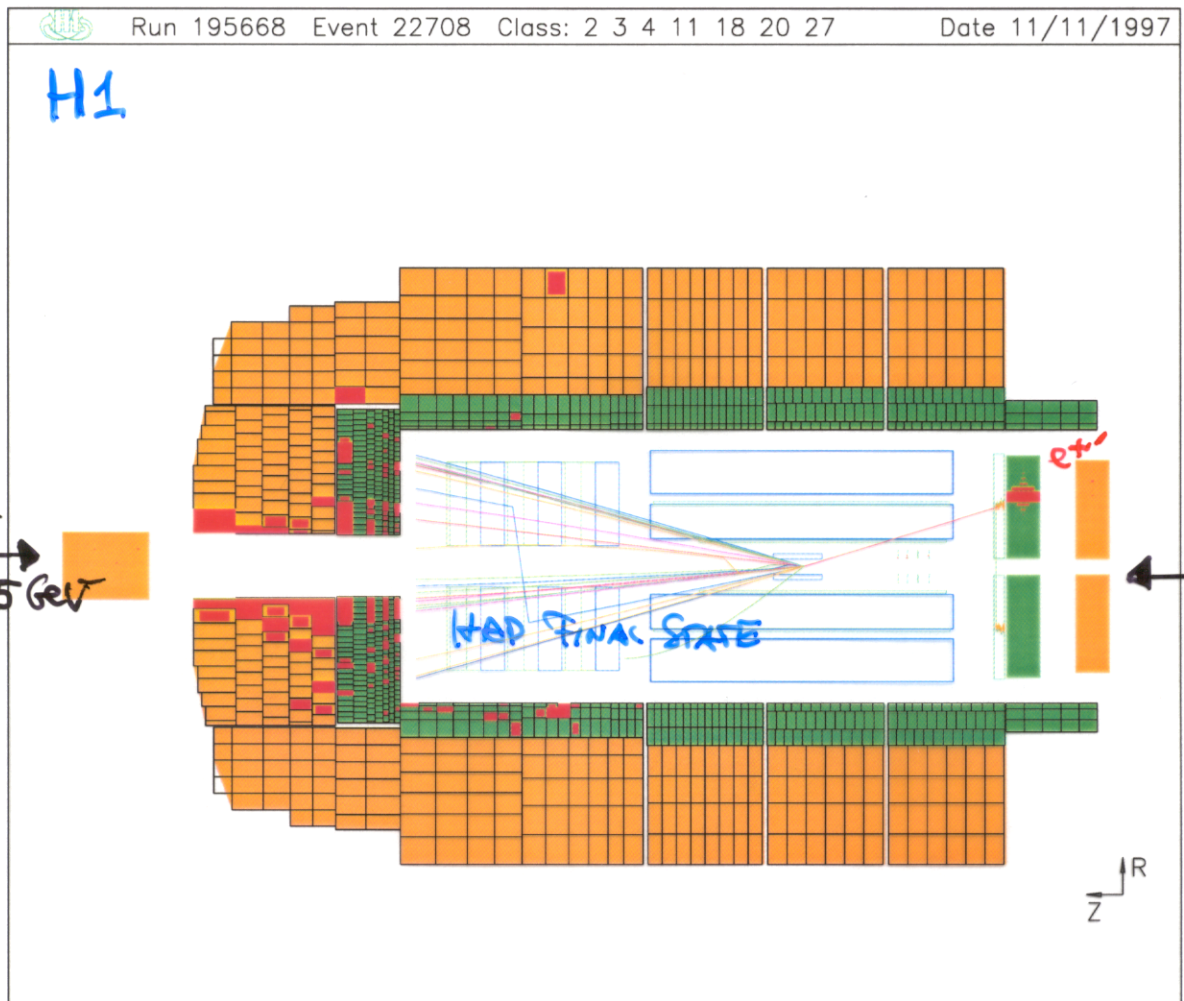 Run 195668 Event 22708 Class: 2 3 4 11 18 20 27 Date 11/11/1997
H1
GeV
HAD FINAL STATE
R
Z